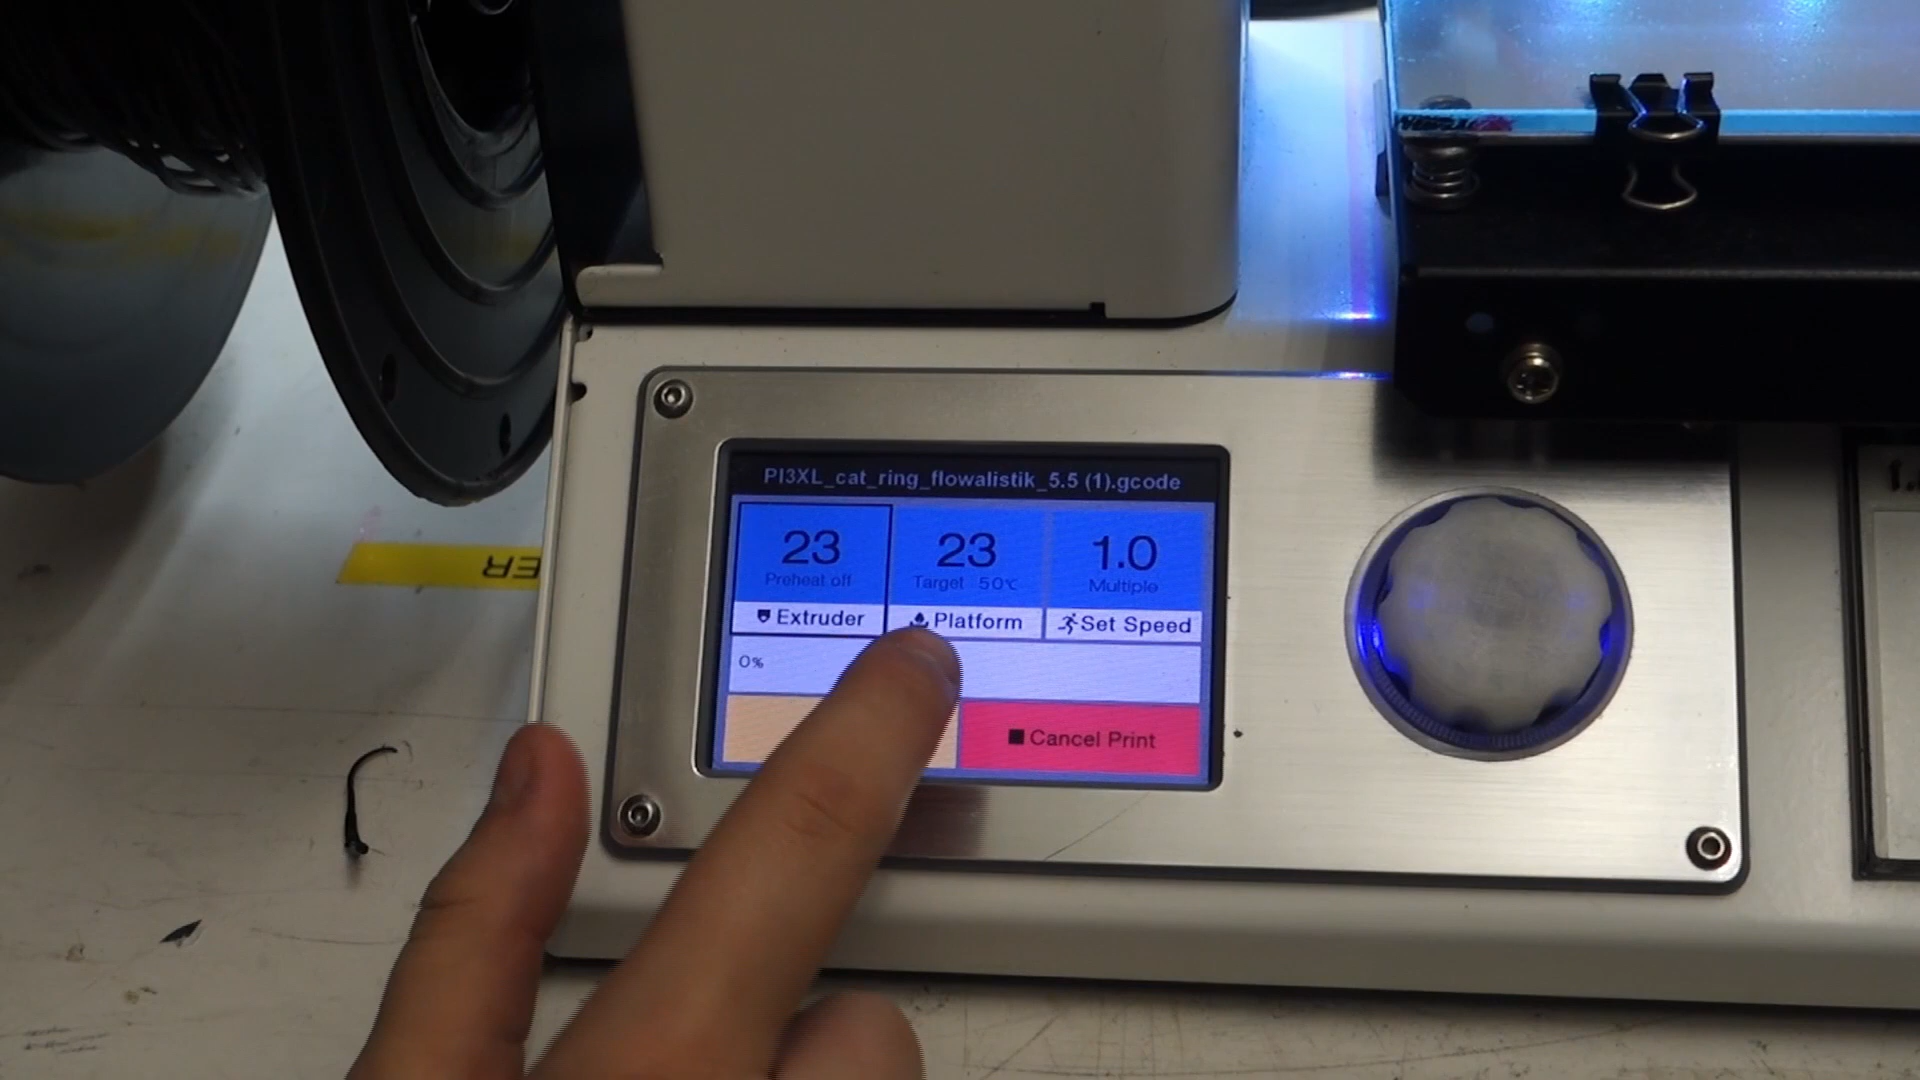 PI3XL_cat_ring_flowalistik_5.5 (1).gcode
23 23 1.0
Preheat off Target 50℃ Multiple
Extruder Platform Set Speed
0%
Cancel Print
ER